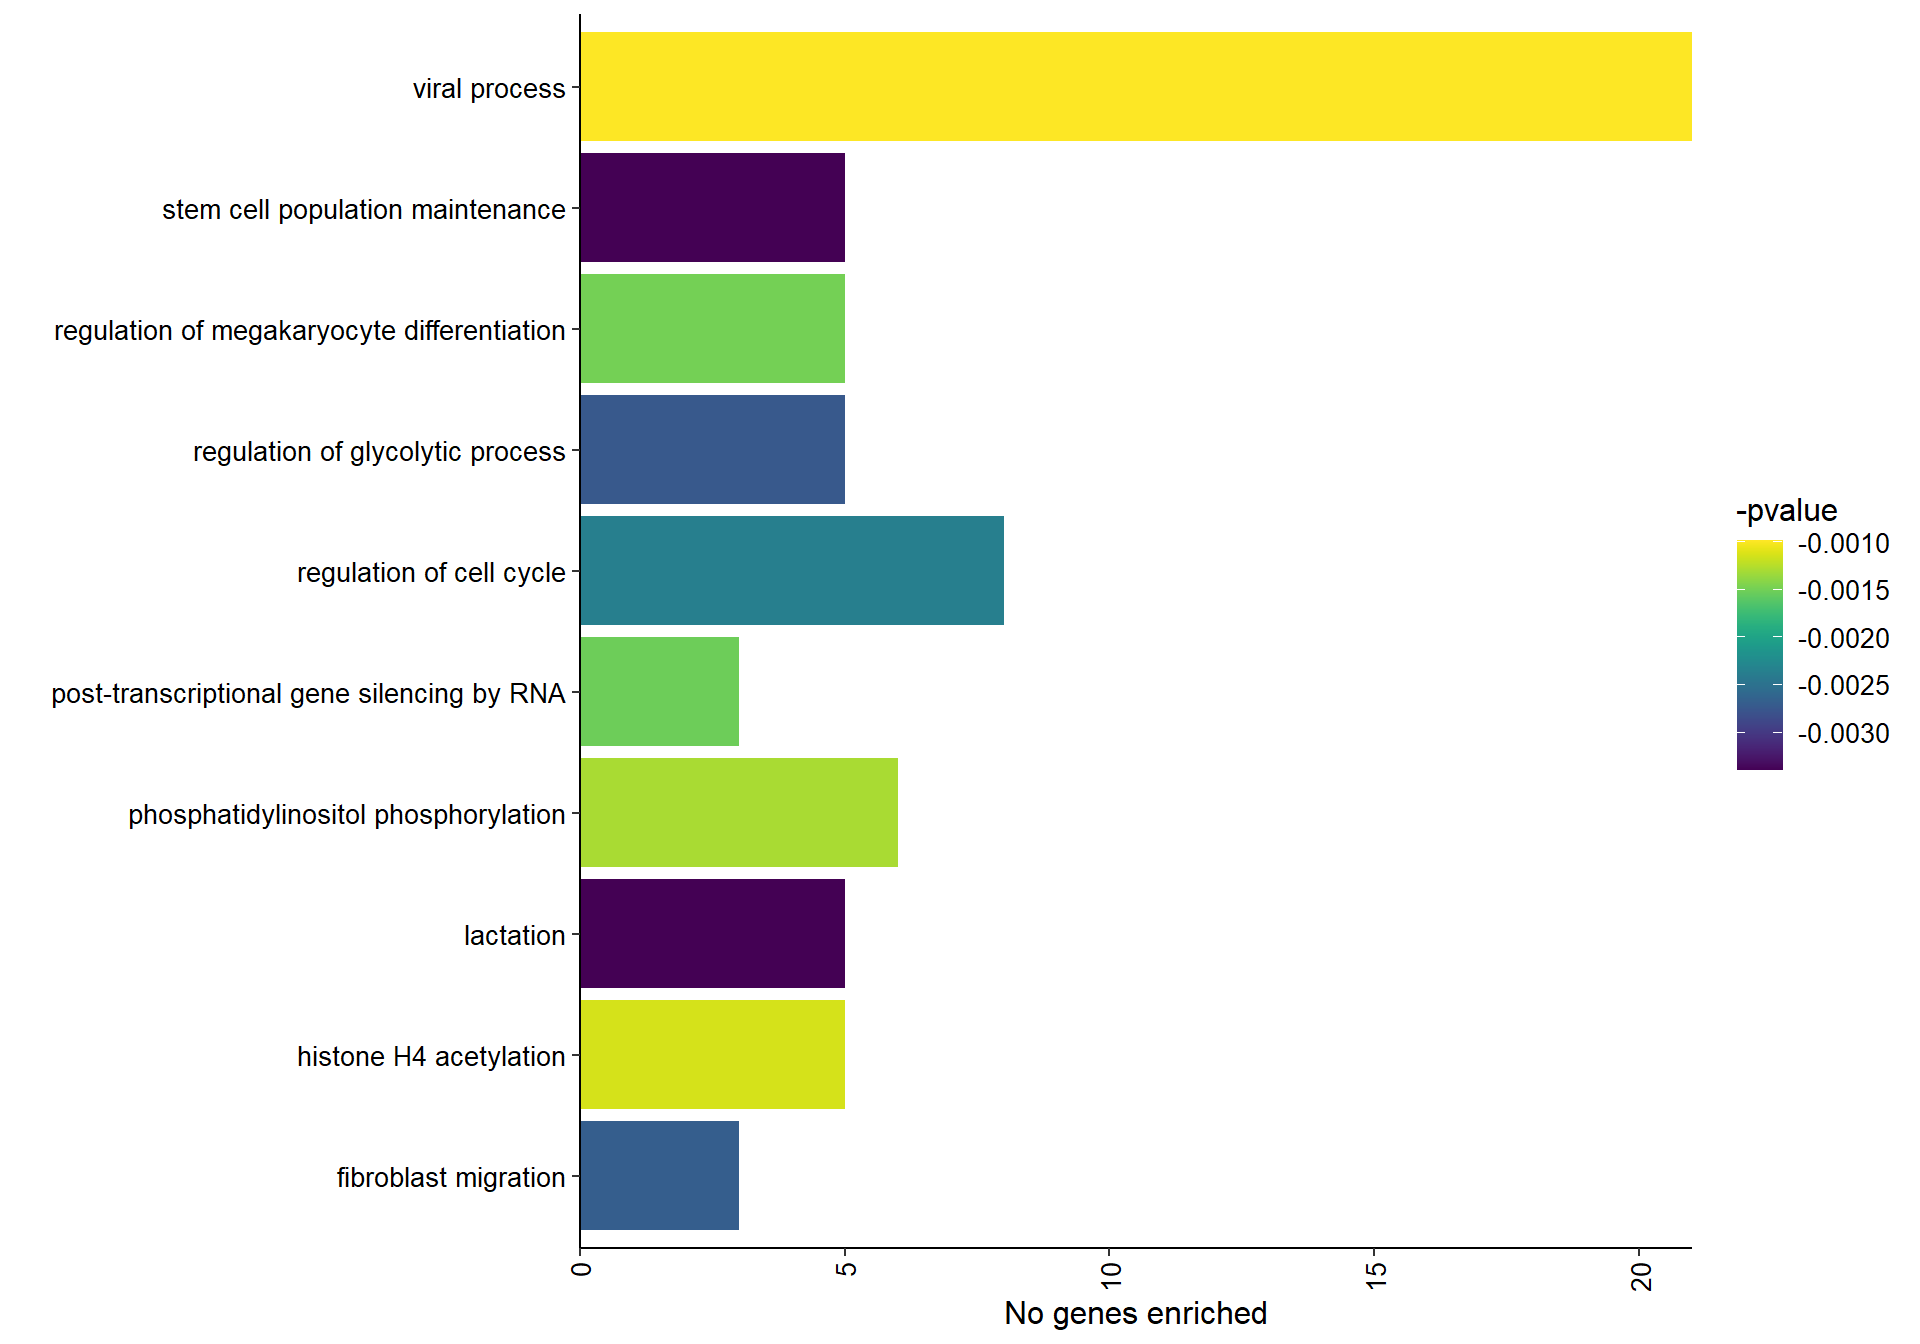 viral process
stem cell population maintenance
regulation of megakaryocyte differentiation
regulation of glycolytic process
regulation of cell cycle
post-transcriptional gene silencing by RNA
phosphatidylinositol phosphorylation
lactation
histone H4 acetylation
fibroblast migration
0 5 10 15 20
No genes enriched
-pvalue
-0.0010
-0.0015
-0.0020
-0.0025
-0.0030